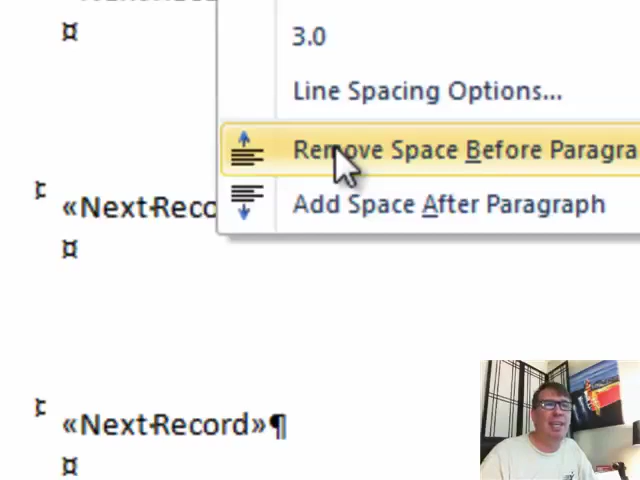 ¤
3.0
Line Spacing Options...
Remove Space Before Paragra
«Next Reco
Add Space After Paragraph
¤
«Next Record»¶
¤